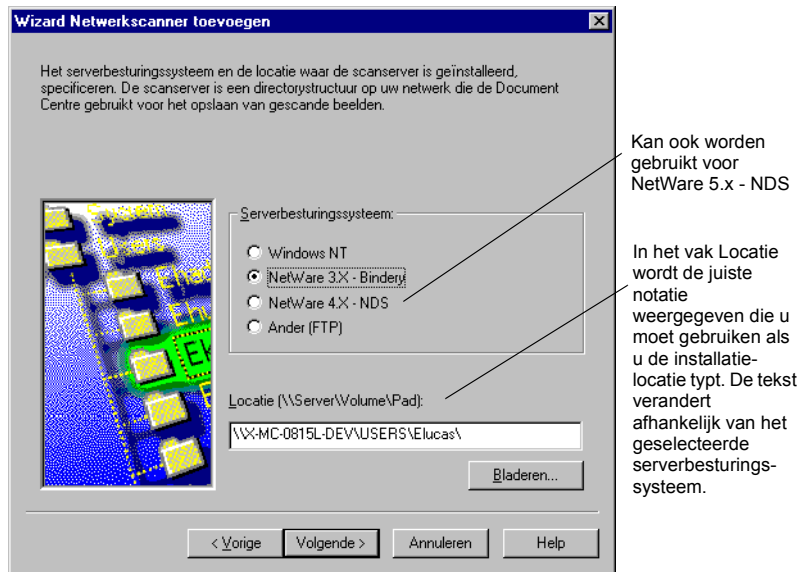 Wizard Netwerkscanner toevoegen
Het serverbesturingssysteem en de locatie waar de scanserver is geïnstalleerd,
specificeren. De scanserver is een directorystructuur op uw netwerk die de Document
Centre gebruikt voor het opslaan van gescande beelden.
Serverbesturingssysteem:
Windows NT
NetWare 3.X - Bindery
NetWare 4.X - NDS
Ander (FTP)
Locatie (\\Server\Volume\Pad):
\\X-MC-0815L-DEV\USERS\Elucas\
Bladeren...
< Vorige
Volgende >
Annuleren
Help
Kan ook worden
gebruikt voor
NetWare 5.x - NDS
In het vak Locatie
wordt de juiste
notatie
weergegeven die u
moet gebruiken als
u de installatie-
locatie typt. De tekst
verandert
afhankelijk van het
geselecteerde
serverbesturings-
systeem.
System
Users